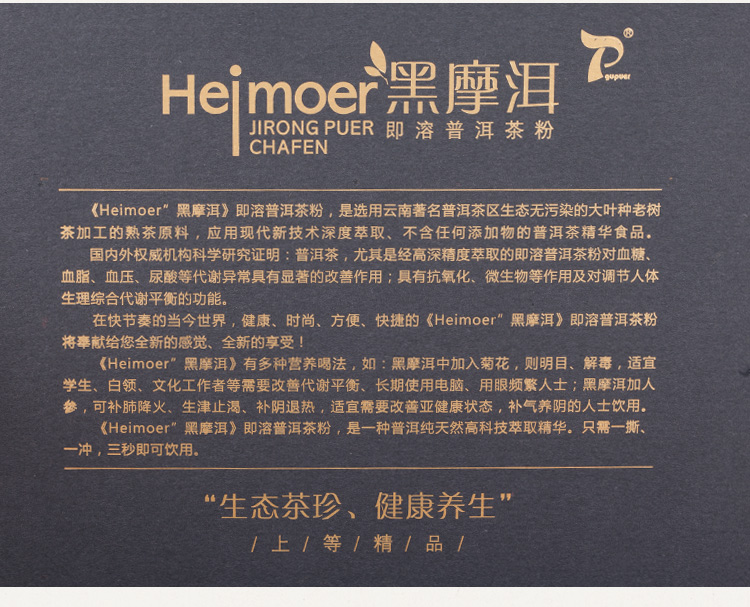 Heimoer 黑摩洱 ®
gupuer
JIRONG PUER
CHAFEN
即溶普洱茶粉
《Heimoer”黑摩洱》即溶普洱茶粉，是选用云南著名普洱茶区生态无污染的大叶种老树
茶加工的熟茶原料，应用现代新技术深度萃取、不含任何添加物的普洱茶精华食品。
国内外权威机构科学研究证明：普洱茶，尤其是经高深精度萃取的即溶普洱茶粉对血糖、
血脂、血压、尿酸等代谢异常具有显著的改善作用；具有抗氧化、微生物等作用及对调节人体
生理综合代谢平衡的功能。
在快节奏的当今世界，健康、时尚、方便、快捷的《Heimoer”黑摩洱》即溶普洱茶粉
将奉献给您全新的感觉、全新的享受！
《Heimoer”黑摩洱》有多种营养喝法，如：黑摩洱中加入菊花，则明目、解毒，适宜
学生、白领、文化工作者等需要改善代谢平衡、长期使用电脑、用眼频繁人士；黑摩洱加人
参，可补肺降火、生津止渴、补阴退热，适宜需要改善亚健康状态，补气养阴的人士饮用。
《Heimoer”黑摩洱》即溶普洱茶粉，是一种普洱纯天然高科技萃取精华。只需一撕、
一冲，三秒即可饮用。
“生态茶珍、健康养生”
/ 上 / 等 / 精 / 品 /